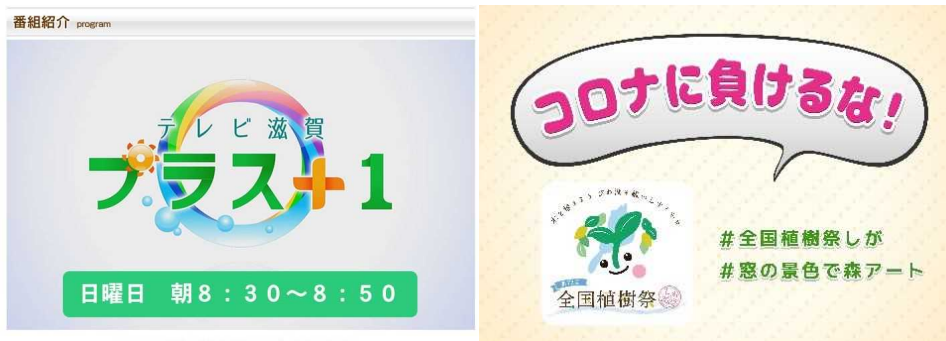 番組紹介 program
テレビ滋賀
プラス+1
日曜日 朝8:30〜8:50
コロナに負けるな!
全国植樹祭
#全国植樹祭しが
#窓の景色で森アート